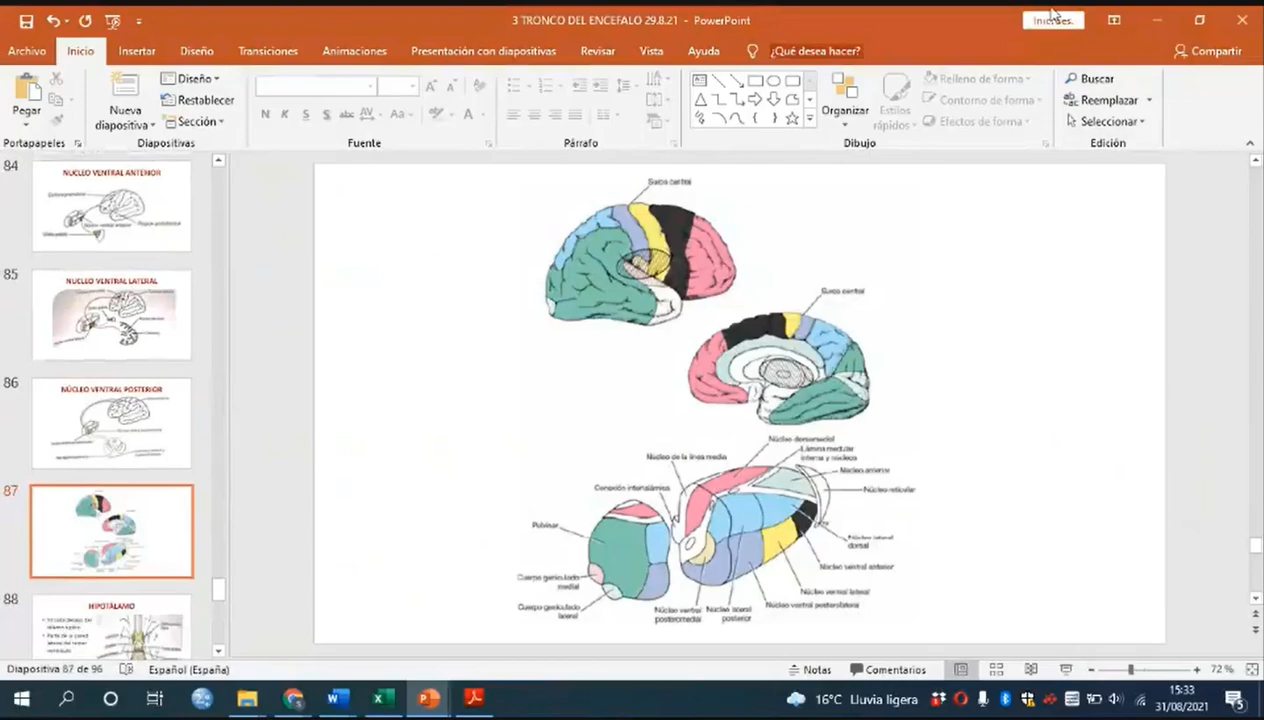 3 TRONCO DEL ENCEFALO 29.8.21 - PowerPoint
Archivo Inicio Insertar Diseño Transiciones Animaciones Presentación con diapositivas Revisar Vista Ayuda ¿Qué desea hacer? Compartir
Pegar
Nueva diapositiva
Diseño
Restablecer
Sección
Organizar
Estilos rápidos
Relleno de forma
Contorno de forma
Efectos de forma
Buscar
Reemplazar
Seleccionar
Portapapeles Diapositivas Fuente Párrafo Dibujo Edición
84
NUCLEO VENTRAL ANTERIOR
85
NUCLEO VENTRAL LATERAL
86
NÚCLEO VENTRAL POSTERIOR
87
88
HIPOTÁLAMO
Surco central
Surco central
Núcleo dorsomedial
Lámina medular
interna y núcleos
Núcleo de la línea media
Núcleo anterior
Núcleo reticular
Conexión intertalámica
Pulvinar
Núcleo lateral
dorsal
Núcleo ventral anterior
Cuerpo geniculado
medial
Núcleo ventral lateral
Cuerpo geniculado
lateral
Núcleo ventral
posteromedial
Núcleo lateral
posterior
Núcleo ventral posterolateral
Diapositiva 87 de 96 Español (España) Notas Comentarios 72 %
16°C Lluvia ligera
15:33
31/08/2021
5